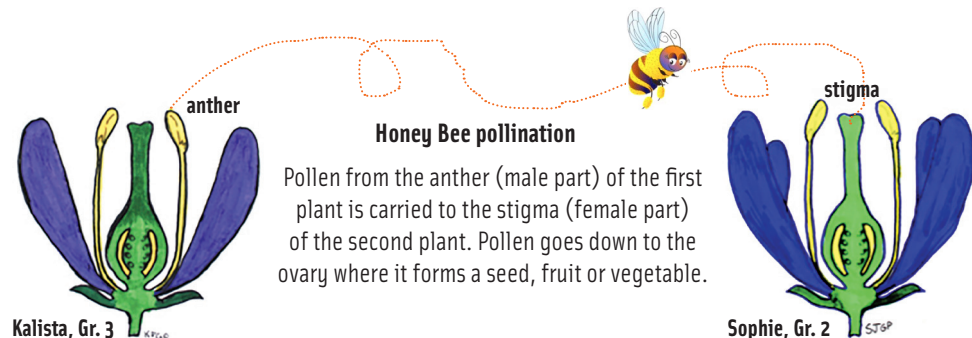 anther
stigma
Honey Bee pollination
Pollen from the anther (male part) of the first
plant is carried to the stigma (female part)
of the second plant. Pollen goes down to the
ovary where it forms a seed, fruit or vegetable.
Kalista, Gr. 3
Sophie, Gr. 2
SJGP